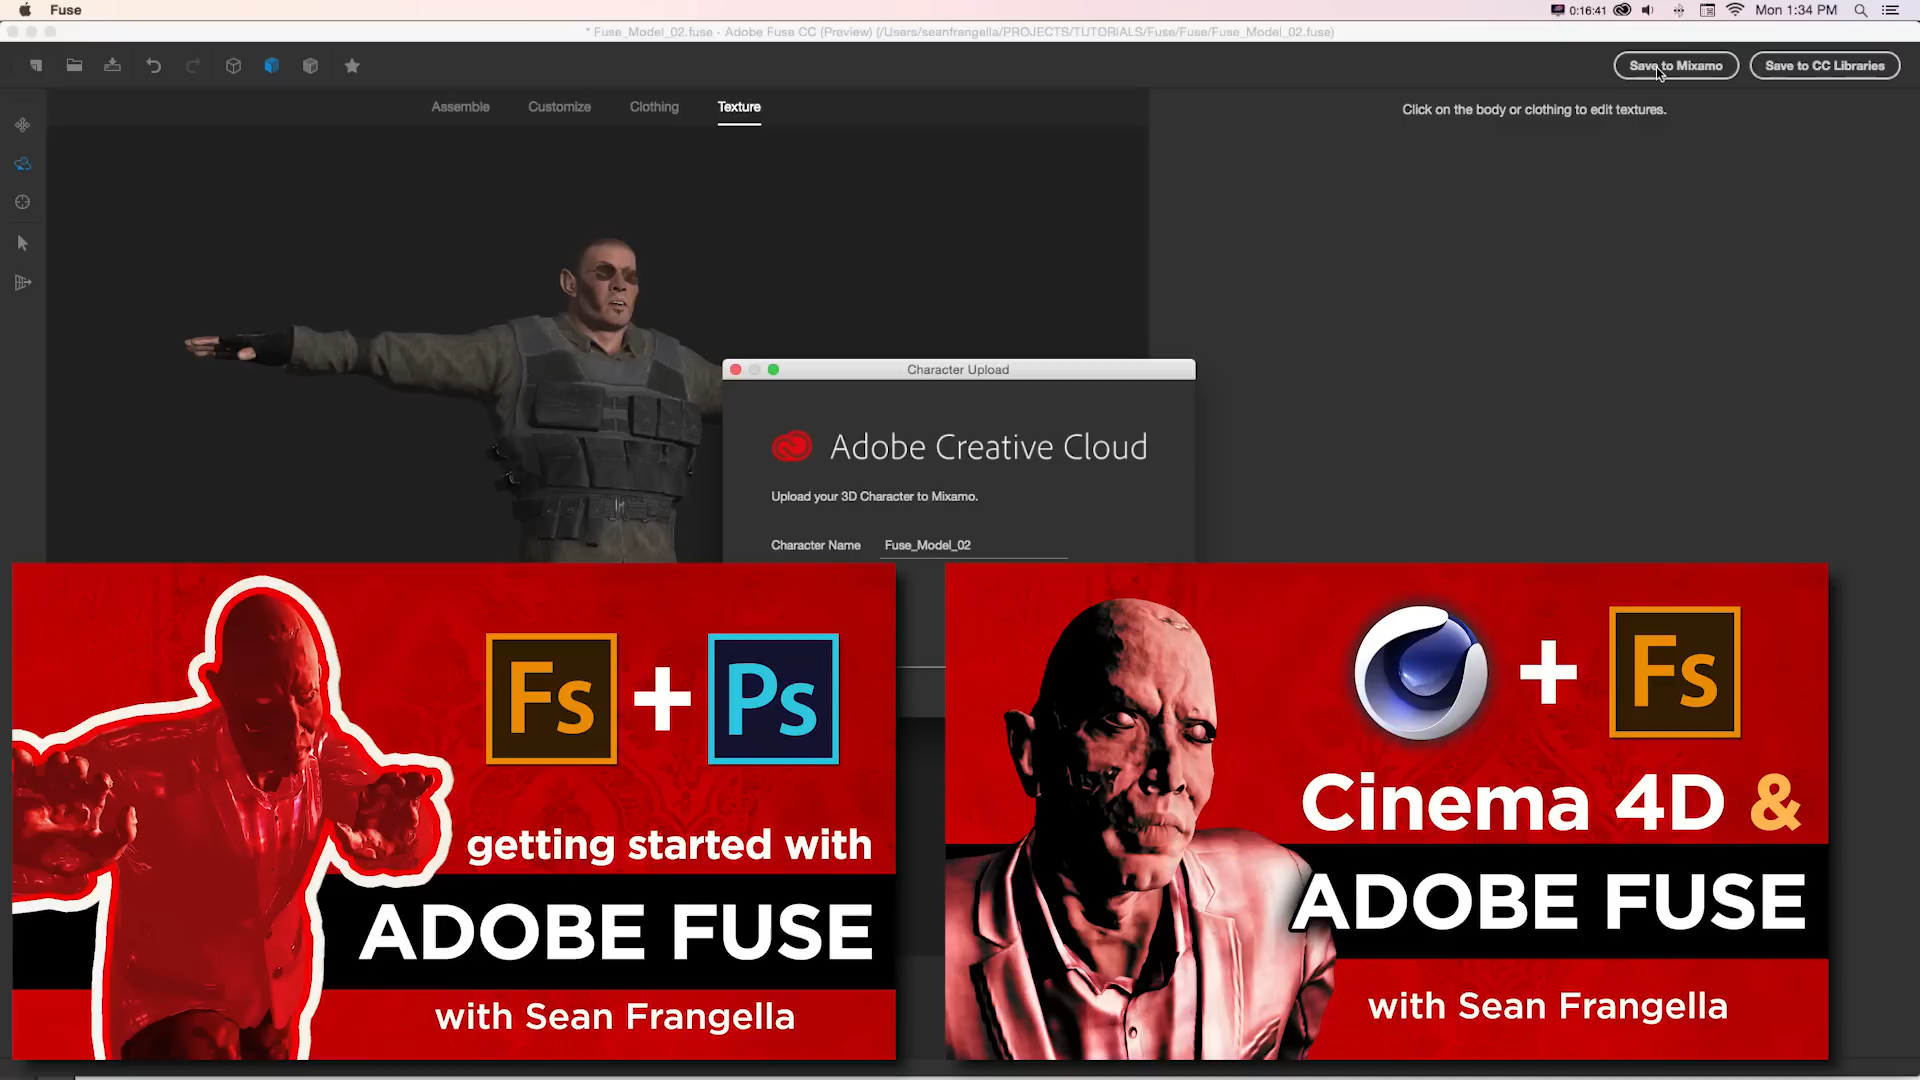 Fuse
0:16:41
Mon 1:34 PM
* Fuse_Model_02.fuse - Adobe Fuse CC (Preview) (/Users/seanfrangella/PROJECTS/TUTORIALS/Fuse/Fuse/Fuse_Model_02.fuse)
Save to Mixamo
Save to CC Libraries
Assemble
Customize
Clothing
Texture
Click on the body or clothing to edit textures.
Character Upload
Adobe Creative Cloud
Upload your 3D Character to Mixamo.
Character Name Fuse_Model_02
Fs + Ps
getting started with
ADOBE FUSE
with Sean Frangella
+ Fs
Cinema 4D &
ADOBE FUSE
with Sean Frangella